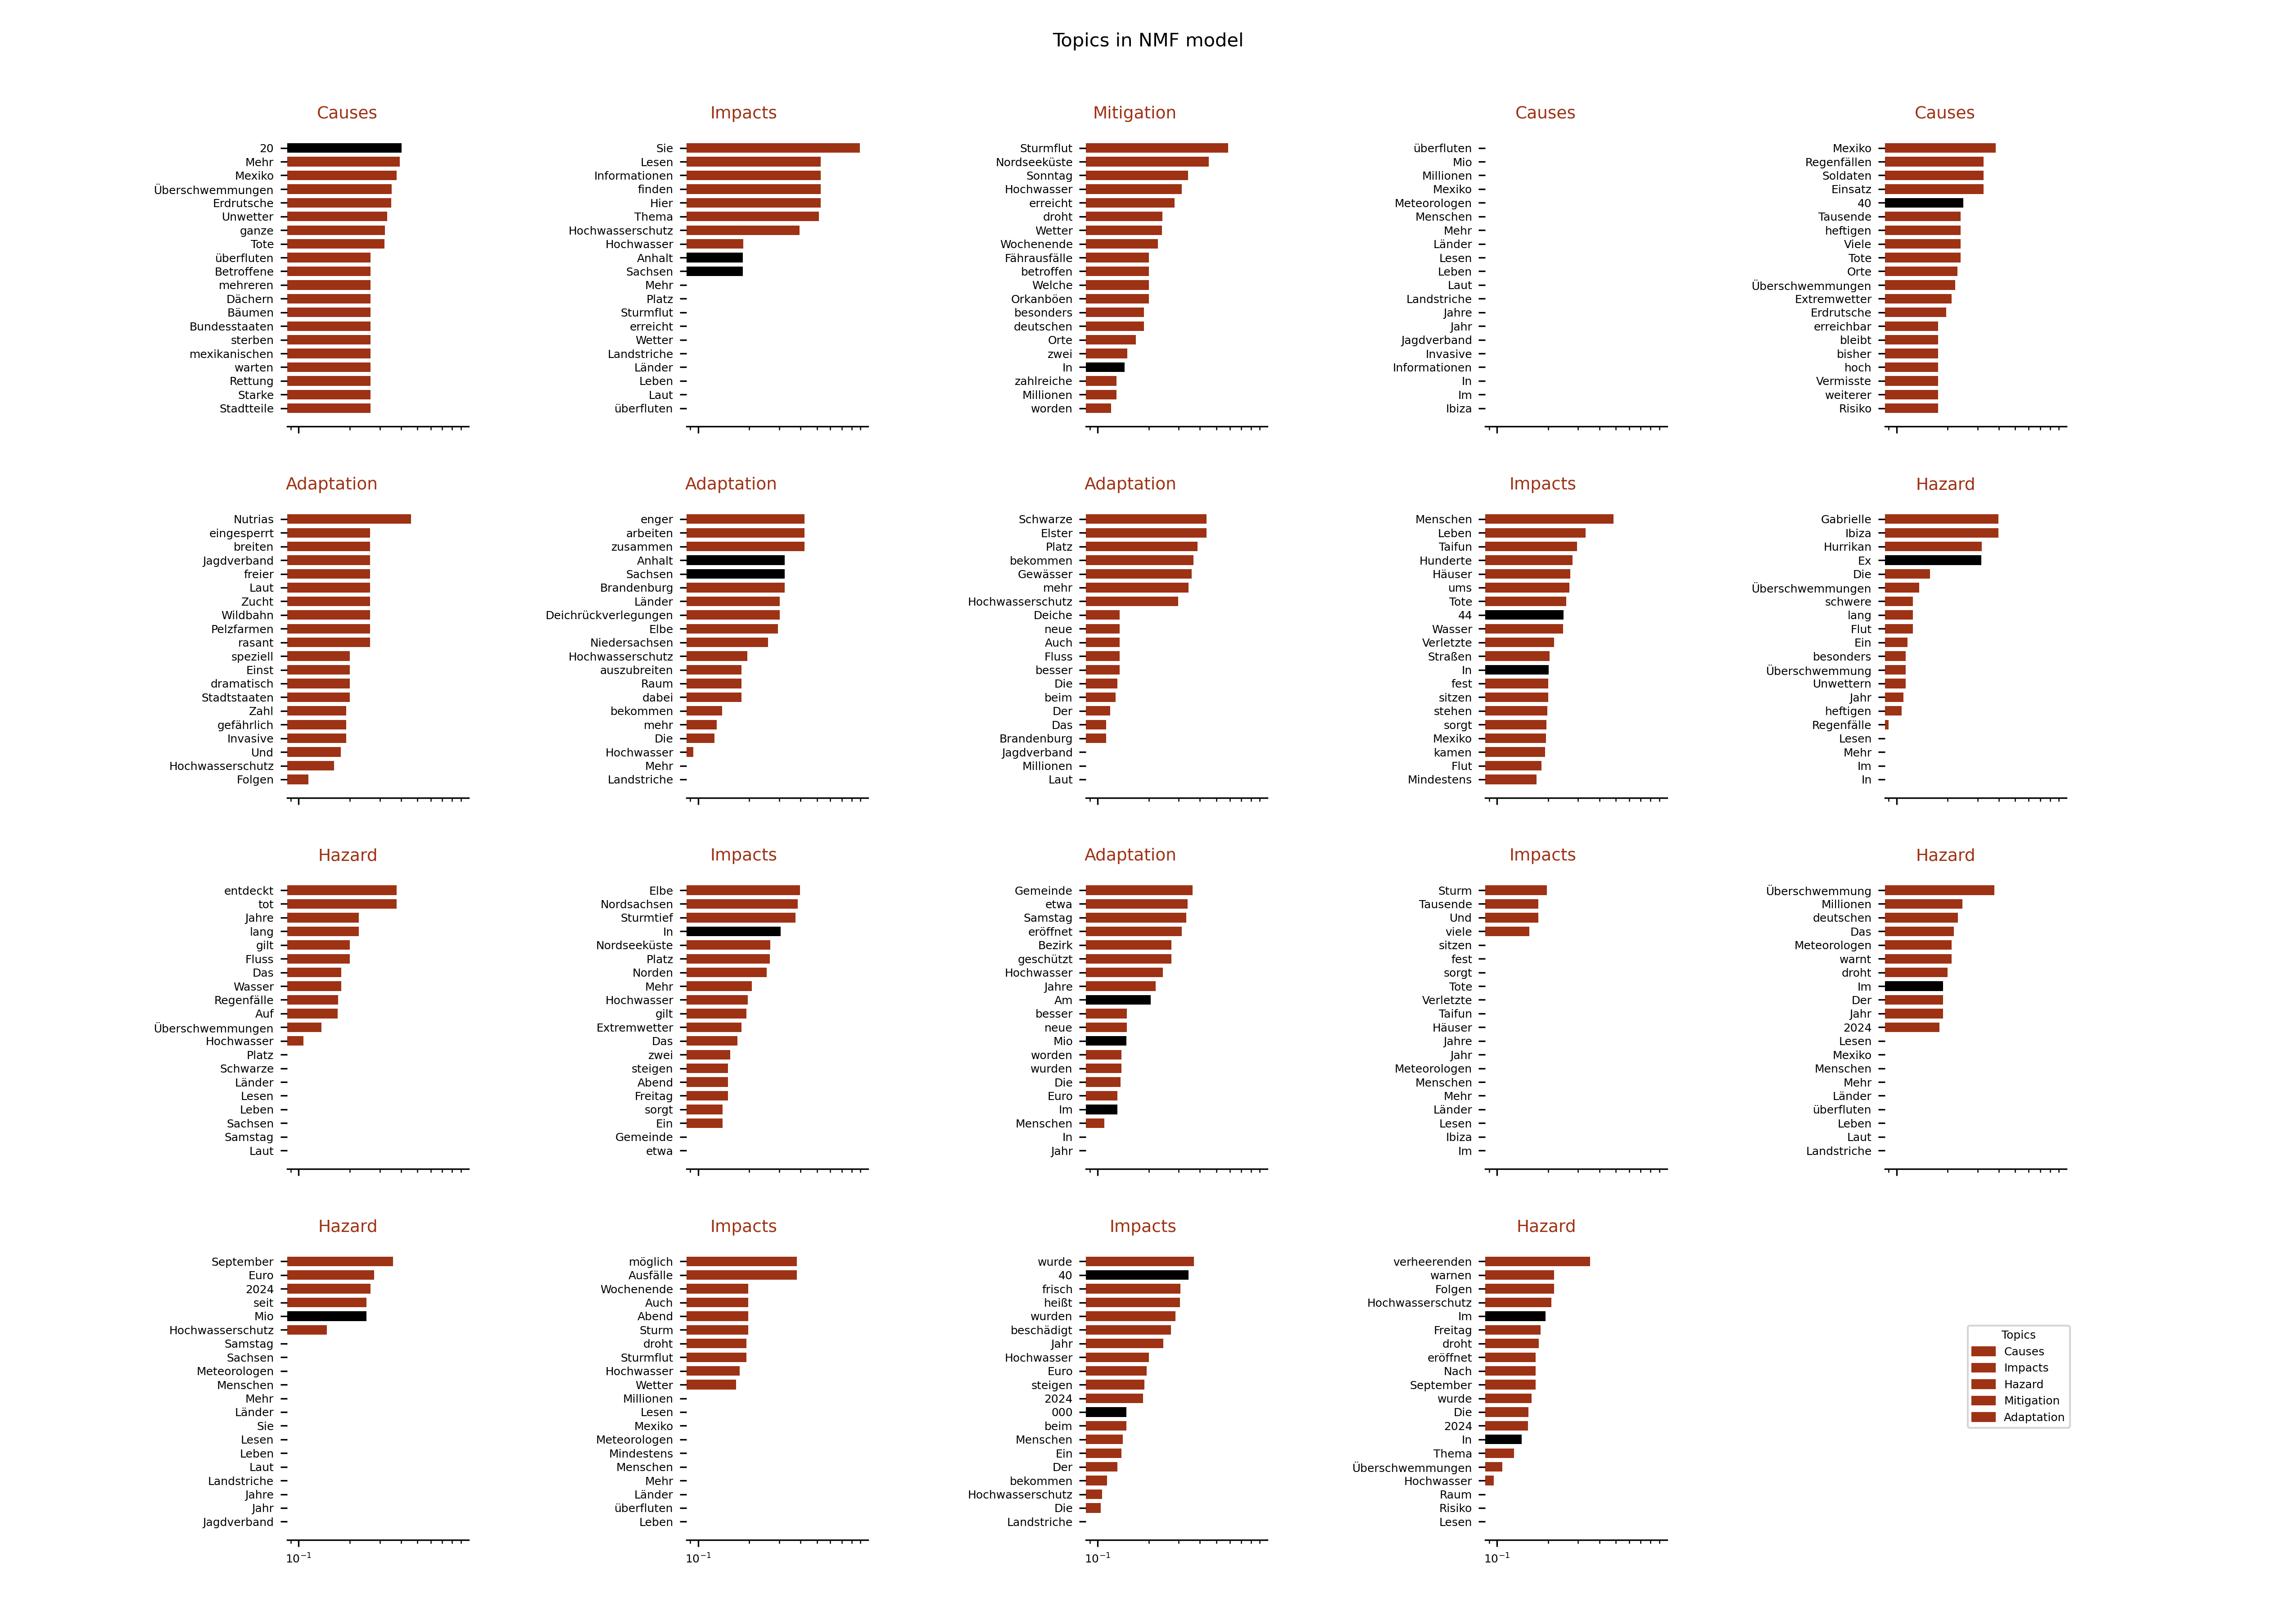 Topics in NMF model
Causes
20
Mehr
Mexiko
Überschwemmungen
Erdrutsche
Unwetter
ganze
Tote
überfluten
Betroffene
mehreren
Dächern
Bäumen
Bundesstaaten
sterben
mexikanischen
warten
Rettung
Starke
Stadtteile
Impacts
Sie
Lesen
Informationen
finden
Hier
Thema
Hochwasserschutz
Hochwasser
Anhalt
Sachsen
Mehr
Platz
Sturmflut
erreicht
Wetter
Landstriche
Länder
Leben
Laut
überfluten
Mitigation
Sturmflut
Nordseeküste
Sonntag
Hochwasser
erreicht
droht
Wetter
Wochenende
Fährausfälle
betroffen
Welche
Orkanböen
besonders
deutschen
Orte
zwei
In
zahlreiche
Millionen
worden
Causes
überfluten
Mio
Millionen
Mexiko
Meteorologen
Menschen
Mehr
Länder
Lesen
Leben
Laut
Landstriche
Jahre
Jahr
Jagdverband
Invasive
Informationen
In
Im
Ibiza
Causes
Mexiko
Regenfällen
Soldaten
Einsatz
40
Tausende
heftigen
Viele
Tote
Orte
Überschwemmungen
Extremwetter
Erdrutsche
erreichbar
bleibt
bisher
hoch
Vermisste
weiterer
Risiko
Adaptation
Nutrias
eingesperrt
breiten
Jagdverband
freier
Laut
Zucht
Wildbahn
Pelzfarmen
rasant
speziell
Einst
dramatisch
Stadtstaaten
Zahl
gefährlich
Invasive
Und
Hochwasserschutz
Folgen
Adaptation
enger
arbeiten
zusammen
Anhalt
Sachsen
Brandenburg
Länder
Deichrückverlegungen
Elbe
Niedersachsen
Hochwasserschutz
auszubreiten
Raum
dabei
bekommen
mehr
Die
Hochwasser
Mehr
Landstriche
Adaptation
Schwarze
Elster
Platz
bekommen
Gewässer
mehr
Hochwasserschutz
Deiche
neue
Auch
Fluss
besser
Die
beim
Der
Das
Brandenburg
Jagdverband
Millionen
Laut
Impacts
Menschen
Leben
Taifun
Hunderte
Häuser
ums
Tote
44
Wasser
Verletzte
Straßen
In
fest
sitzen
stehen
sorgt
Mexiko
kamen
Flut
Mindestens
Hazard
Gabrielle
Ibiza
Hurrikan
Ex
Die
Überschwemmungen
schwere
lang
Flut
Ein
besonders
Überschwemmung
Unwettern
Jahr
heftigen
Regenfälle
Lesen
Mehr
Im
In
Hazard
entdeckt
tot
Jahre
lang
gilt
Fluss
Das
Wasser
Regenfälle
Auf
Überschwemmungen
Hochwasser
Platz
Schwarze
Länder
Lesen
Leben
Sachsen
Samstag
Laut
Impacts
Elbe
Nordsachsen
Sturmtief
In
Nordseeküste
Platz
Norden
Mehr
Hochwasser
gilt
Extremwetter
Das
zwei
steigen
Abend
Freitag
sorgt
Ein
Gemeinde
etwa
Adaptation
Gemeinde
etwa
Samstag
eröffnet
Bezirk
geschützt
Hochwasser
Jahre
Am
besser
neue
Mio
worden
wurden
Die
Euro
Im
Menschen
In
Jahr
Impacts
Sturm
Tausende
Und
viele
sitzen
fest
sorgt
Tote
Verletzte
Taifun
Häuser
Jahre
Jahr
Meteorologen
Menschen
Mehr
Länder
Lesen
Ibiza
Im
Hazard
Überschwemmung
Millionen
deutschen
Das
Meteorologen
warnt
droht
Im
Der
Jahr
2024
Lesen
Mexiko
Menschen
Mehr
Länder
überfluten
Leben
Laut
Landstriche
Hazard
September
Euro
2024
seit
Mio
Hochwasserschutz
Samstag
Sachsen
Meteorologen
Menschen
Mehr
Länder
Sie
Lesen
Leben
Laut
Landstriche
Jahre
Jahr
Jagdverband
10⁻¹
Impacts
möglich
Ausfälle
Wochenende
Auch
Abend
Sturm
droht
Sturmflut
Hochwasser
Wetter
Millionen
Lesen
Mexiko
Meteorologen
Mindestens
Menschen
Mehr
Länder
überfluten
Leben
10⁻¹
Impacts
wurde
40
frisch
heißt
wurden
beschädigt
Jahr
Hochwasser
Euro
steigen
2024
000
beim
Menschen
Ein
Der
bekommen
Hochwasserschutz
Die
Landstriche
10⁻¹
Hazard
verheerenden
warnen
Folgen
Hochwasserschutz
Im
Freitag
droht
eröffnet
Nach
September
wurde
Die
2024
In
Thema
Überschwemmungen
Hochwasser
Raum
Risiko
Lesen
10⁻¹
Topics
Causes
Impacts
Hazard
Mitigation
Adaptation